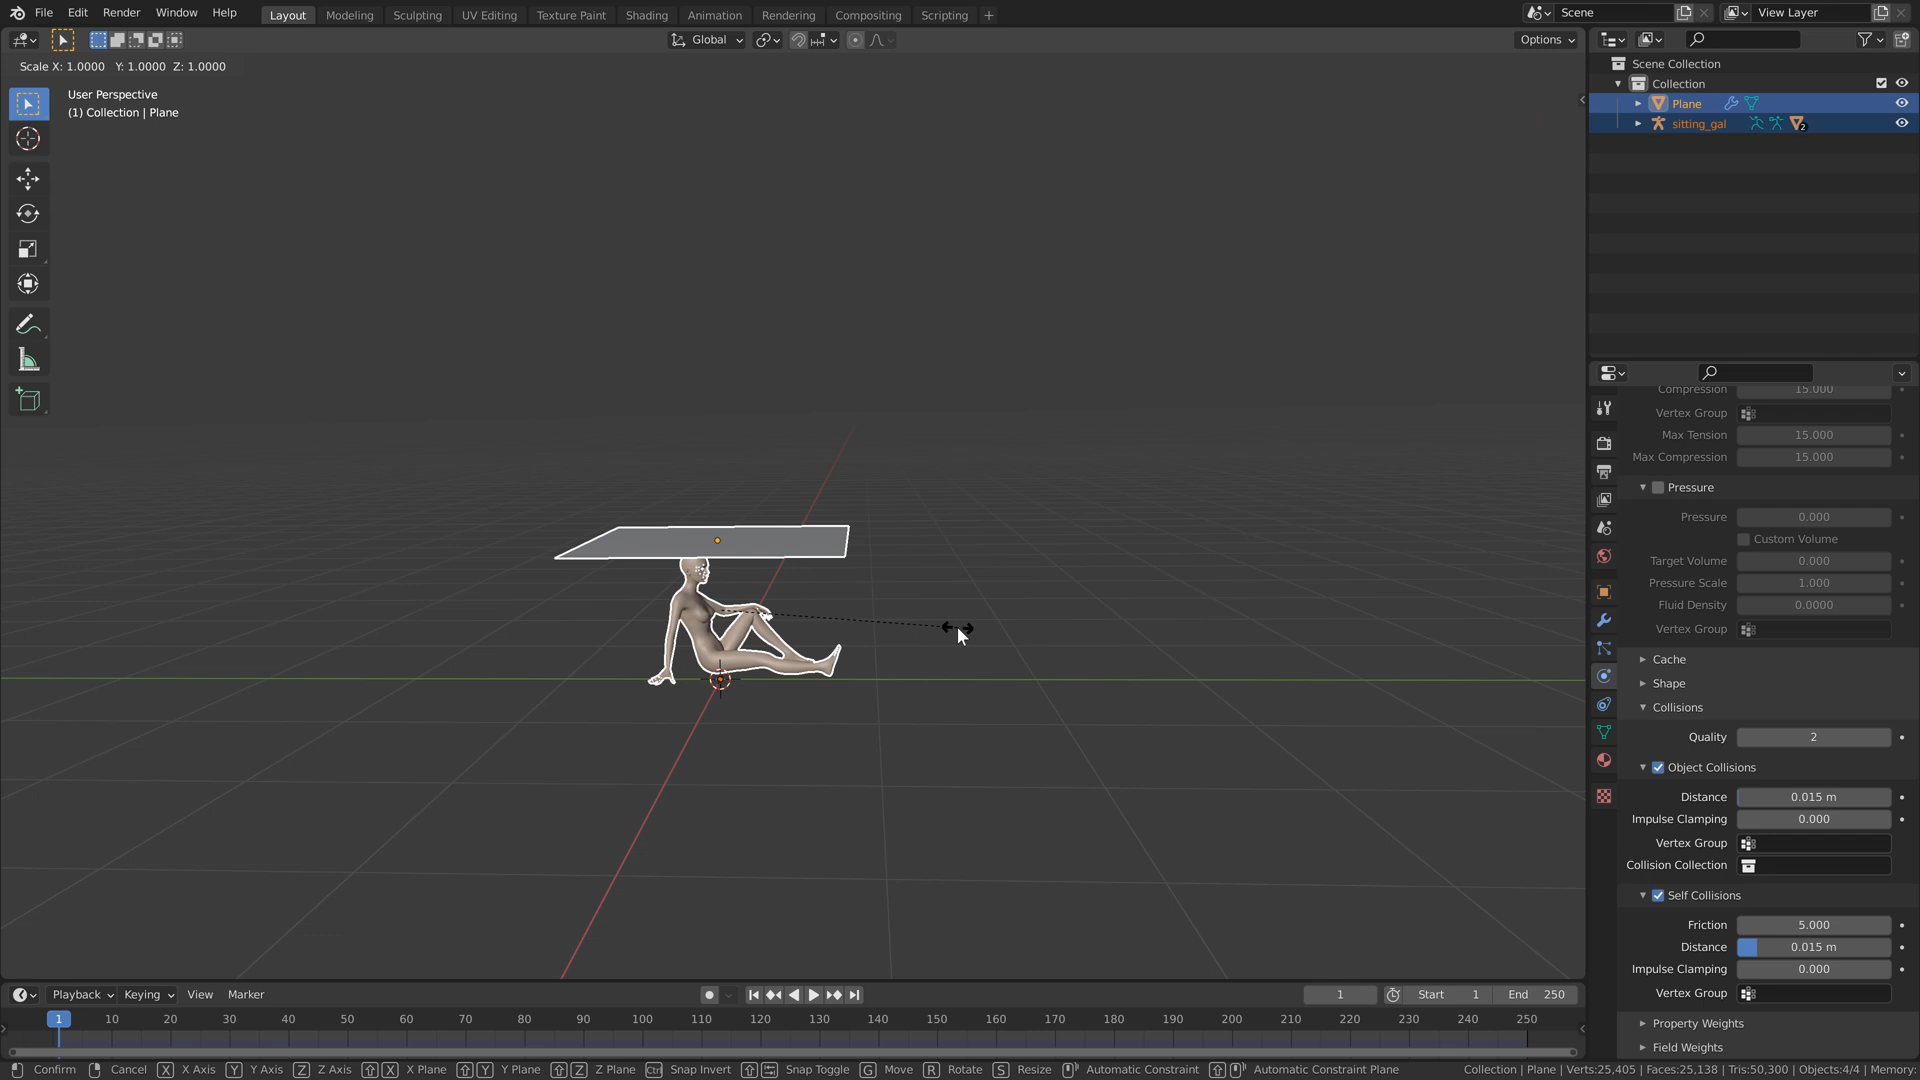 File Edit Render Window Help Layout Modeling Sculpting UV Editing Texture Paint Shading Animation Rendering Compositing Scripting + Scene View Layer
Global Options
Scale X: 1.0000 Y: 1.0000 Z: 1.0000
User Perspective
(1) Collection | Plane
Scene Collection
Collection
Plane
sitting_gal 2
Compression 15.000
Vertex Group
Max Tension 15.000
Max Compression 15.000
Pressure
Pressure 0.000
Custom Volume
Target Volume 0.000
Pressure Scale 1.000
Fluid Density 0.0000
Vertex Group
Cache
Shape
Collisions
Quality 2
Object Collisions
Distance 0.015 m
Impulse Clamping 0.000
Vertex Group
Collision Collection
Self Collisions
Friction 5.000
Distance 0.015 m
Impulse Clamping 0.000
Vertex Group
Property Weights
Field Weights
Playback Keying View Marker 1 Start 1 End 250
1 10 20 30 40 50 60 70 80 90 100 110 120 130 140 150 160 170 180 190 200 210 220 230 240 250
Confirm Cancel X X Axis Y Y Axis Z Z Axis X X Plane Y Y Plane Z Z Plane Ctrl Snap Invert Snap Toggle G Move R Rotate S Resize Automatic Constraint Automatic Constraint Plane Collection | Plane | Verts:25,405 | Faces:25,138 | Tris:50,300 | Objects:4/4 | Memory: